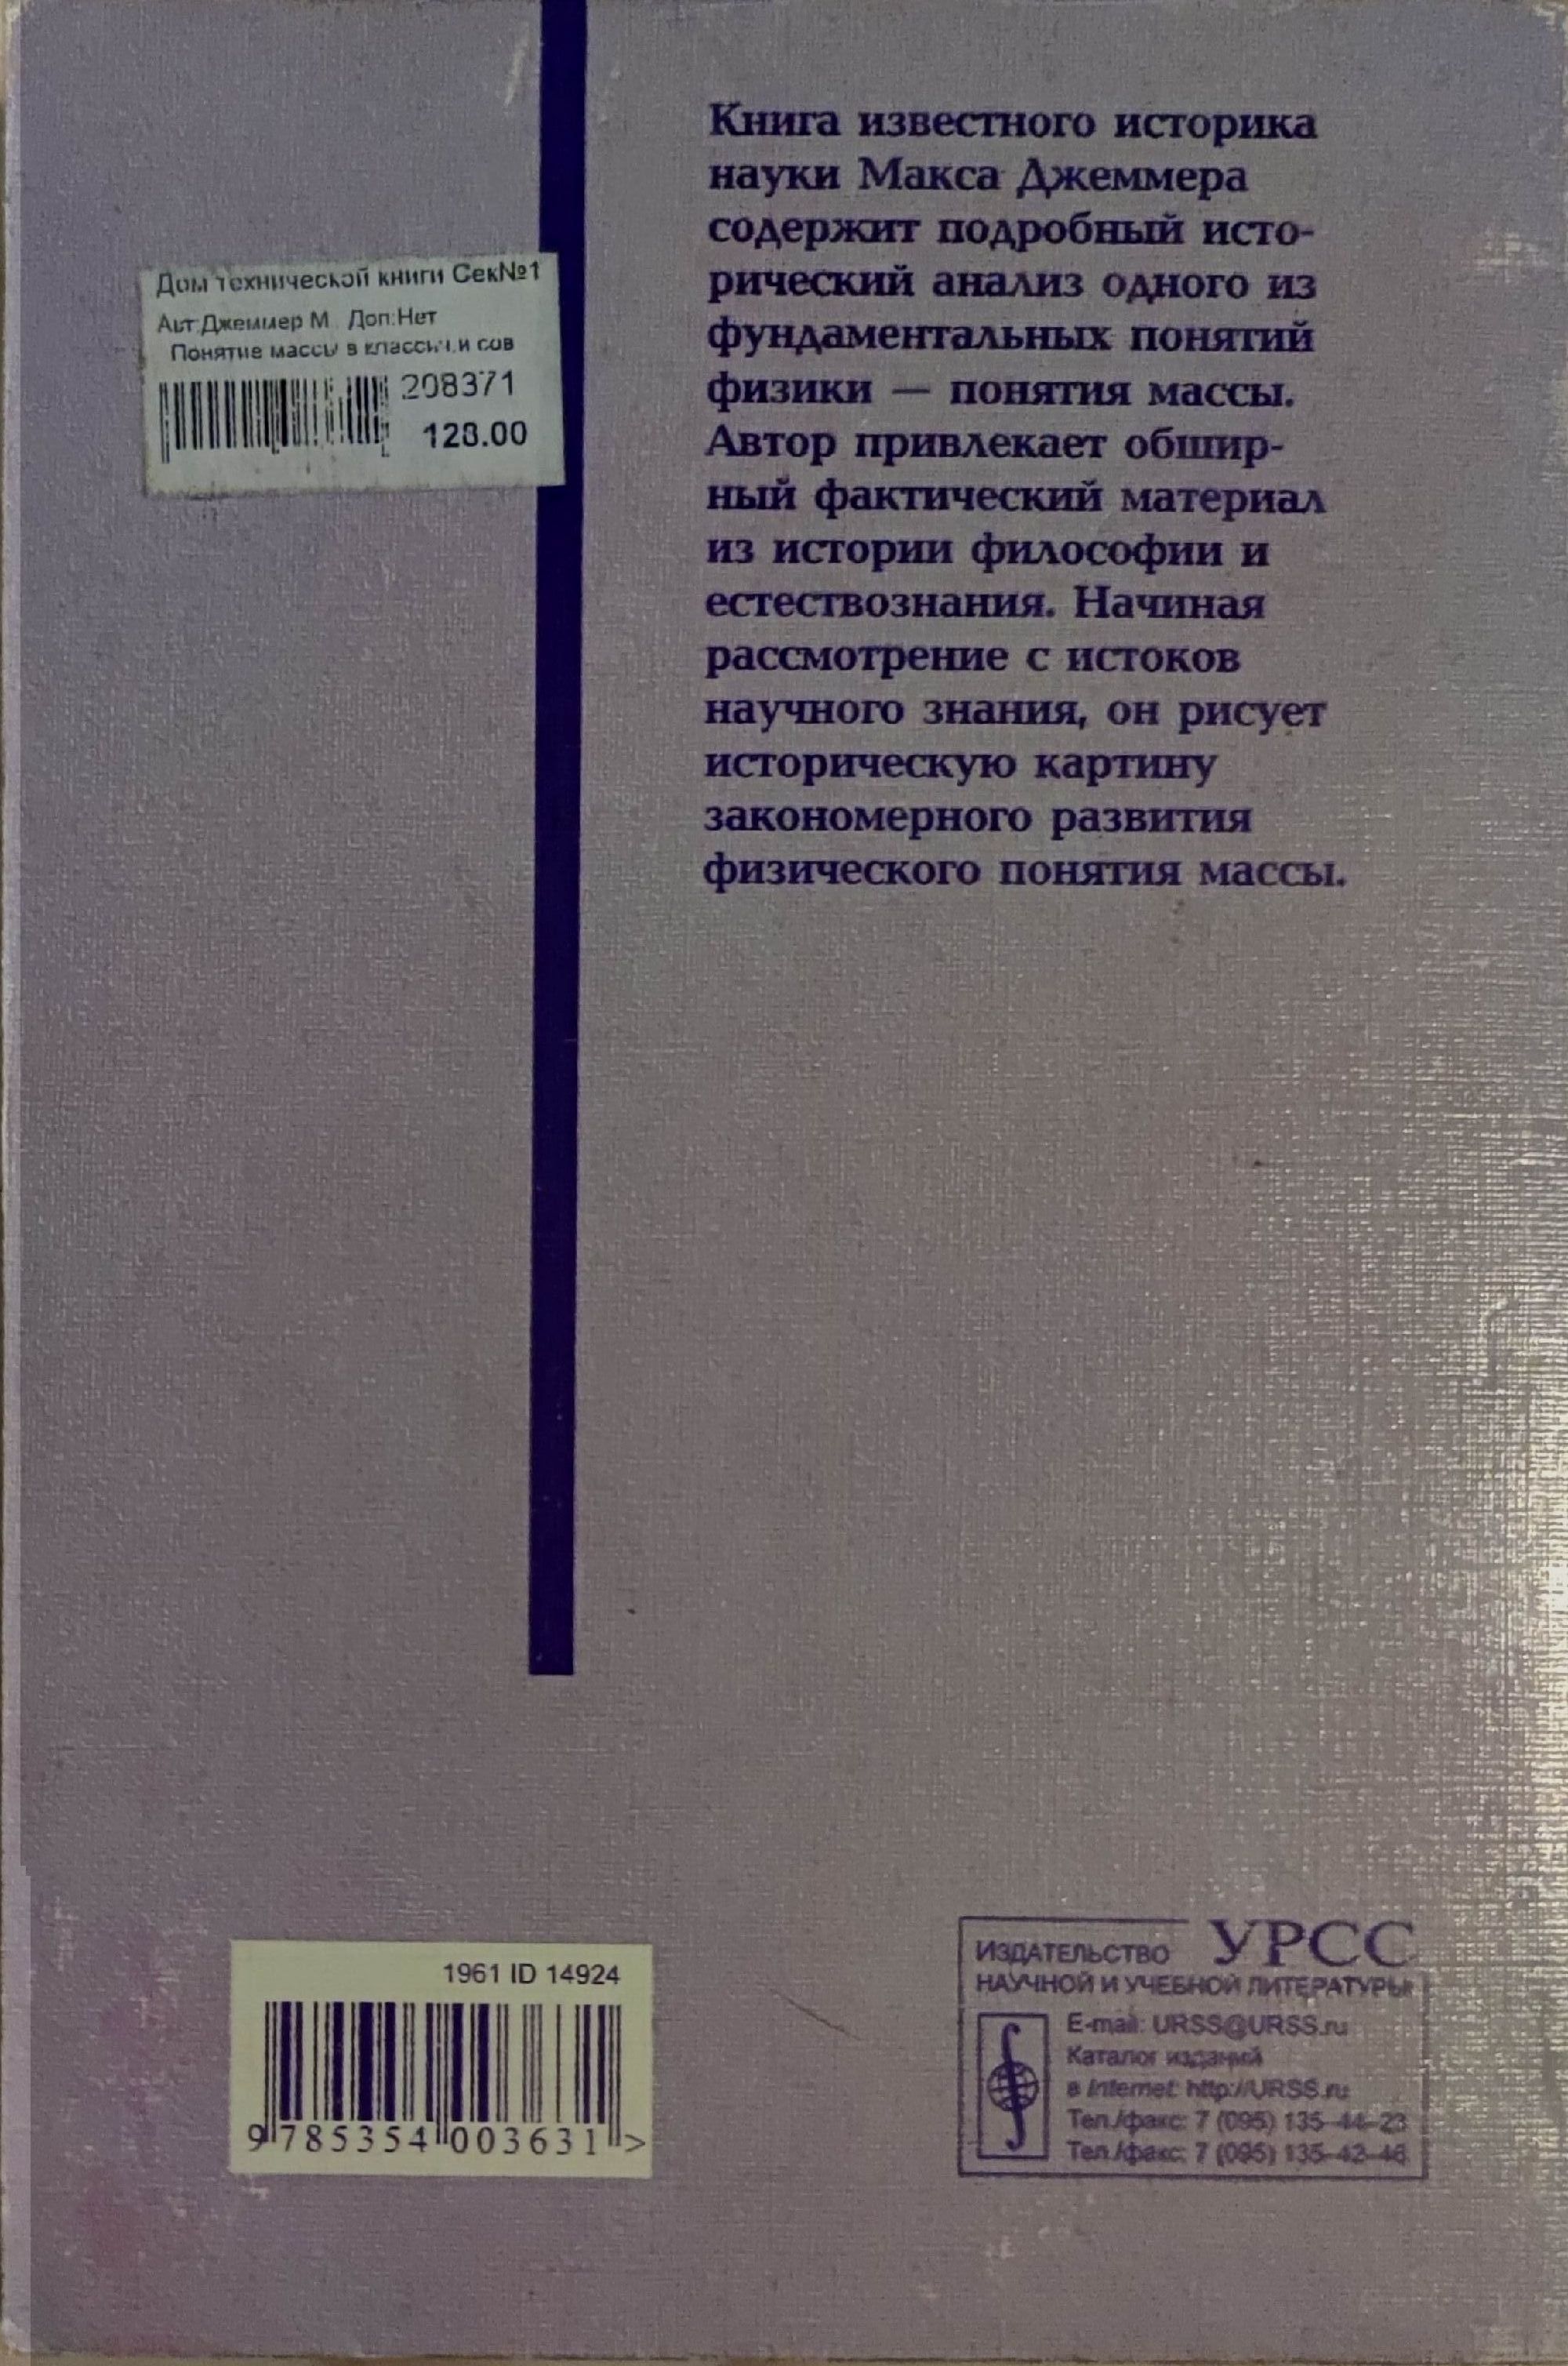 Книга известного историка
науки Макса Джеммера
содержит подробный исто-
рический анализ одного из
фундаментальных понятий
физики — понятия массы.
Автор привлекает обшир-
ный фактический материал
из истории философии и
естествознания. Начиная
рассмотрение с истоков
научного знания, он рисует
историческую картину
закономерного развития
физического понятия массы.
Дом технической книги Сек№1
Авт:Джеммер М. Доп:Нет
Понятие массы в классич.и сов
208371
128.00
1961 ID 14924
9 785354 003631 >
ИЗДАТЕЛЬСТВО УРСС
НАУЧНОЙ И УЧЕБНОЙ ЛИТЕРАТУРЫ
E-mail: URSS@URSS.ru
Каталог изданий
в Internet: http://URSS.ru
Тел./факс: 7 (095) 135–44–23
Тел./факс: 7 (095) 135–42–46